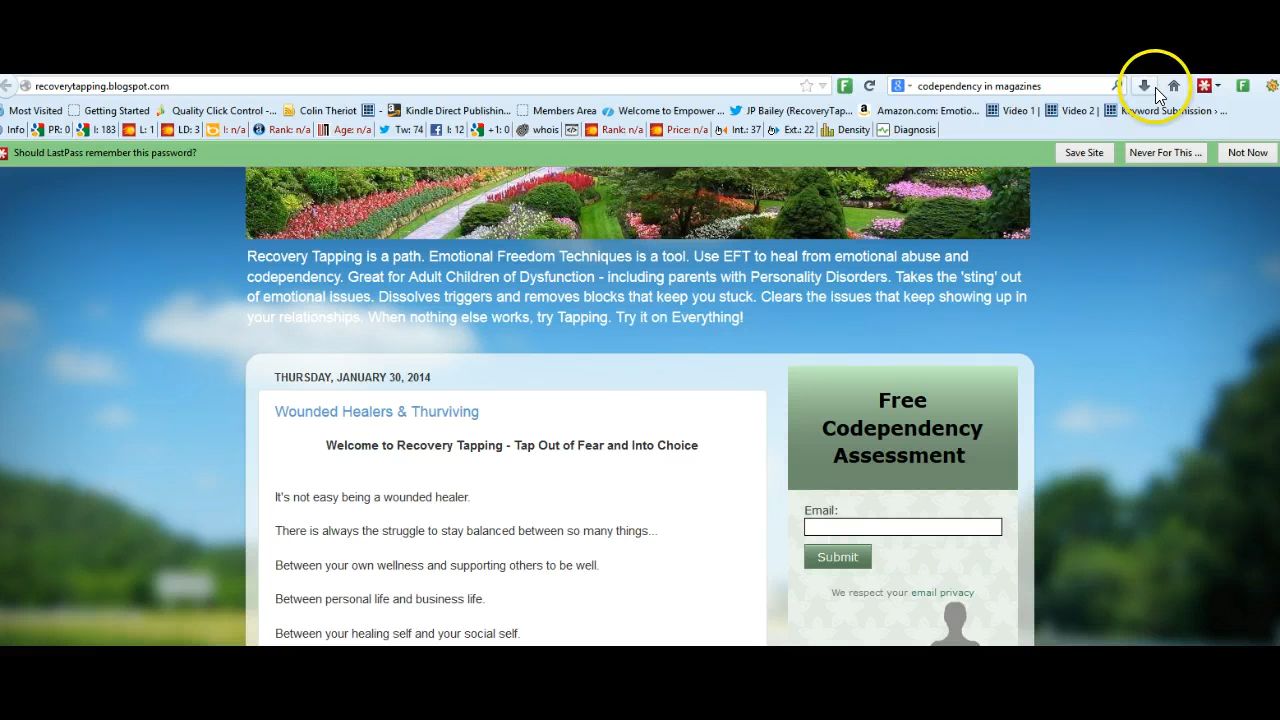 recoverytapping.blogspot.com
codependency in magazines
Most Visited Getting Started Quality Click Control -... Colin Theriot Kindle Direct Publishin... Members Area Welcome to Empower ... JP Bailey (RecoveryTap... Amazon.com: Emotio... Video 1 Video 2 Keyword Submission ...
Info PR: 0 I: 183 L: 1 LD: 3 I: n/a Rank: n/a Age: n/a Tw: 74 I: 12 +1: 0 whois Rank: n/a Price: n/a Int.: 37 Ext.: 22 Density Diagnosis
Should LastPass remember this password? Save Site Never For This ... Not Now
Recovery Tapping is a path. Emotional Freedom Techniques is a tool. Use EFT to heal from emotional abuse and
codependency. Great for Adult Children of Dysfunction - including parents with Personality Disorders. Takes the 'sting' out
of emotional issues. Dissolves triggers and removes blocks that keep you stuck. Clears the issues that keep showing up in
your relationships. When nothing else works, try Tapping. Try it on Everything!
THURSDAY, JANUARY 30, 2014
Wounded Healers & Thurviving
Welcome to Recovery Tapping - Tap Out of Fear and Into Choice
It's not easy being a wounded healer.
There is always the struggle to stay balanced between so many things...
Between your own wellness and supporting others to be well.
Between personal life and business life.
Between your healing self and your social self.
Free
Codependency
Assessment
Email:
Submit
We respect your email privacy